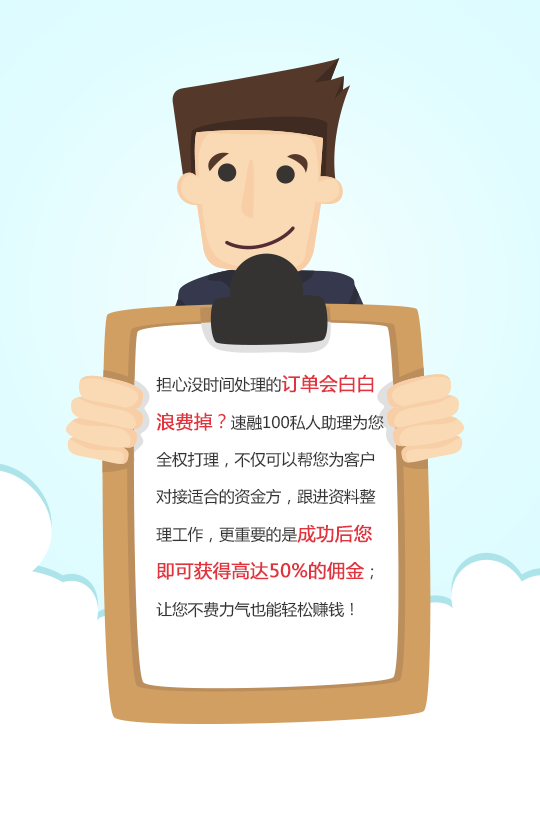 担心没时间处理的订单会白白
浪费掉？速融100私人助理为您
全权打理，不仅可以帮您为客户
对接适合的资金方，跟进资料整
理工作，更重要的是成功后您
即可获得高达50%的佣金；
让您不费力气也能轻松赚钱！